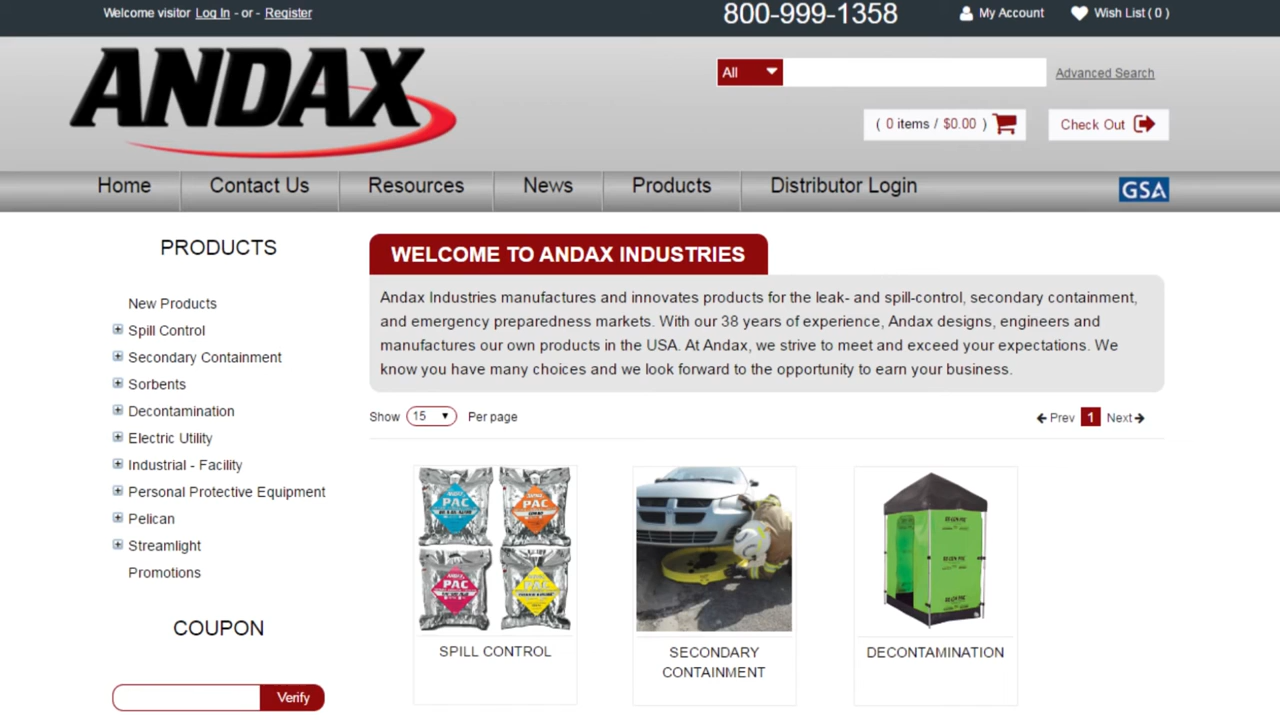 Welcome visitor Log In - or - Register
800-999-1358
My Account
Wish List ( 0 )
ANDAX
All
Advanced Search
( 0 items / $0.00 )
Check Out
Home
Contact Us
Resources
News
Products
Distributor Login
GSA
PRODUCTS
New Products
Spill Control
Secondary Containment
Sorbents
Decontamination
Electric Utility
Industrial - Facility
Personal Protective Equipment
Pelican
Streamlight
Promotions
COUPON
Verify
WELCOME TO ANDAX INDUSTRIES
Andax Industries manufactures and innovates products for the leak- and spill-control, secondary containment,
and emergency preparedness markets. With our 38 years of experience, Andax designs, engineers and
manufactures our own products in the USA. At Andax, we strive to meet and exceed your expectations. We
know you have many choices and we look forward to the opportunity to earn your business.
Show 15 Per page
Prev 1 Next
PAC
PAC
PAC
PAC
SPILL CONTROL
SECONDARY
CONTAINMENT
DECONTAMINATION